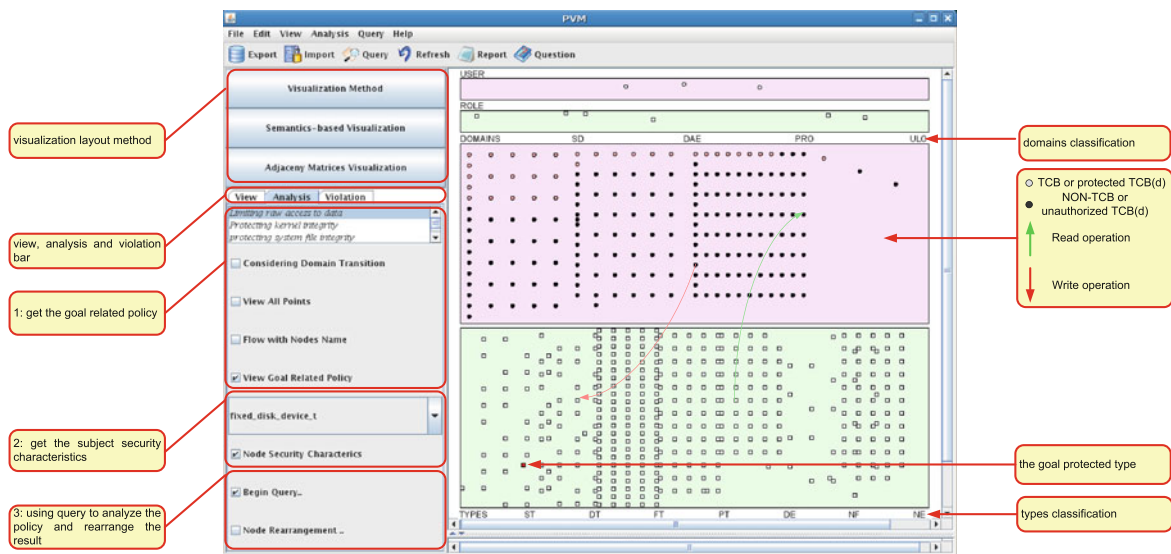 PVM
File Edit View Analysis Query Help
Export Import Query Refresh Report Question
Visualization Method
Semantics-based Visualization
Adjaceny Matrices Visualization
View Analysis Violation
Limiting raw access to data
Protecting kernel integrity
protecting system file integrity
Considering Domain Transition
View All Points
Flow with Nodes Name
View Goal Related Policy
fixed_disk_device_t
Node Security Characterics
Begin Query..
Node Rearrangement ..
USER
ROLE
DOMAINS SD DAE PRO ULO
TYPES ST DT FT PT DE NF NE
visualization layout method
view, analysis and violation
bar
1: get the goal related policy
2: get the subject security
characteristics
3: using query to analyze the
policy and rearrange the
result
domains classification
TCB or protected TCB(d)
NON-TCB or
unauthorized TCB(d)
Read operation
Write operation
the goal protected type
types classification